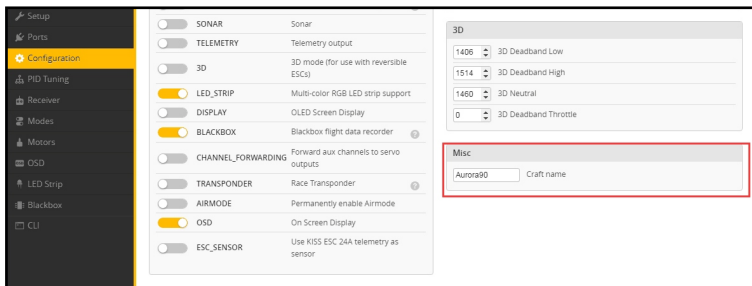 Setup
Ports
Configuration
PID Tuning
Receiver
Modes
Motors
OSD
LED Strip
Blackbox
CLI
SONAR Sonar
TELEMETRY Telemetry output
3D 3D mode (for use with reversible
ESCs)
LED_STRIP Multi-color RGB LED strip support
DISPLAY OLED Screen Display
BLACKBOX Blackbox flight data recorder ?
CHANNEL_FORWARDING Forward aux channels to servo
outputs
TRANSPONDER Race Transponder ?
AIRMODE Permanently enable Airmode
OSD On Screen Display
ESC_SENSOR Use KISS ESC 24A telemetry as
sensor
3D
1406 3D Deadband Low
1514 3D Deadband High
1460 3D Neutral
0 3D Deadband Throttle
Misc
Aurora90 Craft name